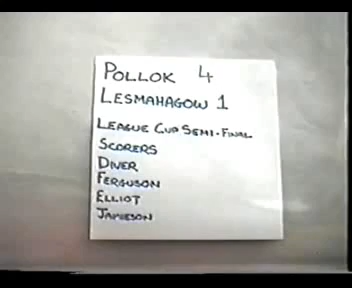 POLLOK 4
LESMAHAGOW 1
LEAGUE CUP SEMI-FINAL
SCORERS
DIVER
FERGUSON
ELLIOT
JAMIESON